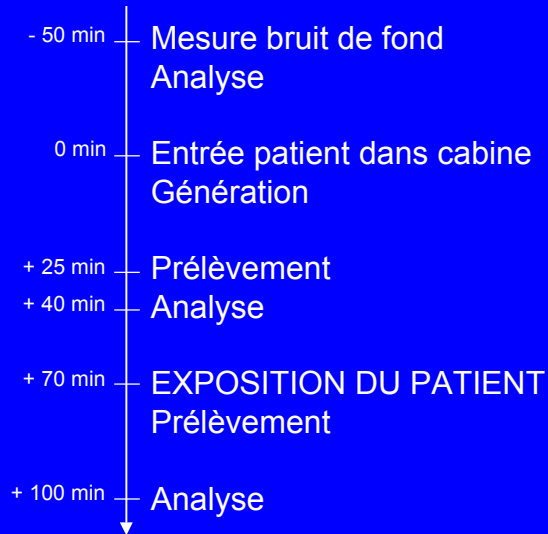 - 50 min Mesure bruit de fond
Analyse
0 min Entrée patient dans cabine
Génération
+ 25 min Prélèvement
+ 40 min Analyse
+ 70 min EXPOSITION DU PATIENT
Prélèvement
+ 100 min Analyse